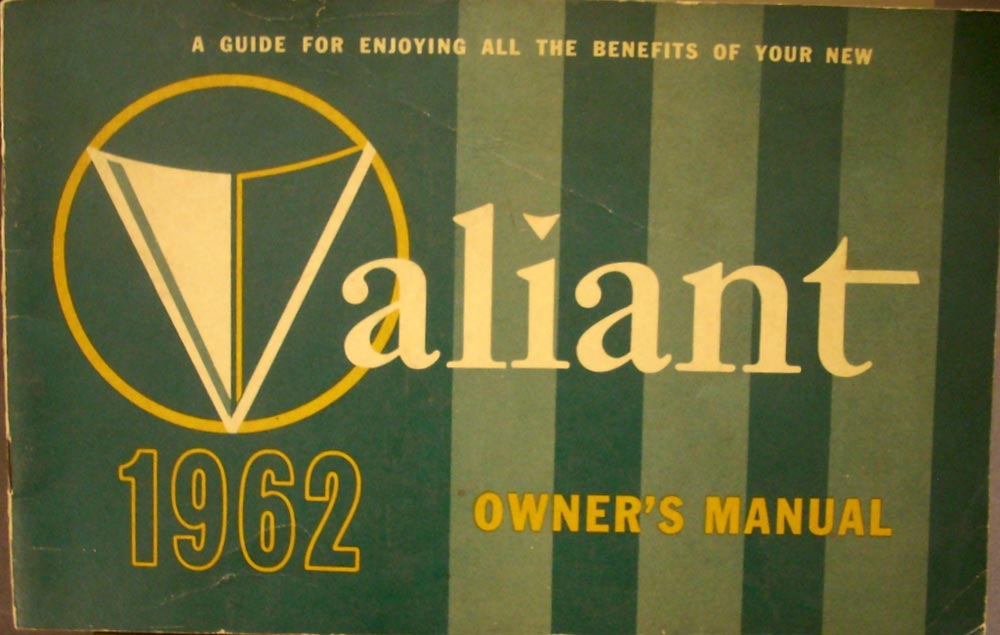 A GUIDE FOR ENJOYING ALL THE BENEFITS OF YOUR NEW
Valiant
1962
OWNER'S MANUAL